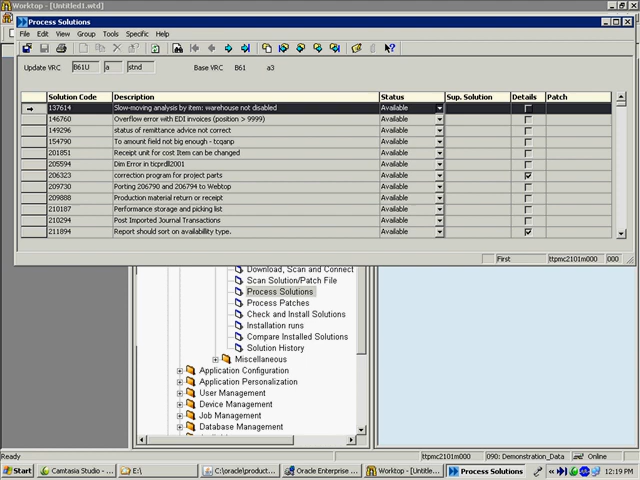 Worktop - [Untitled1.wtd]
Process Solutions
File Edit View Group Tools Specific Help
Update VRC B61U a stnd Base VRC B61 a3
Solution Code Description Status Sup. Solution Details Patch
137614 Slow-moving analysis by item: warehouse not disabled Available
146760 Overflow error with EDI invoices (position > 9999) Available
149296 status of remittance advice not correct Available
154790 To amount field not big enough - tcqanp Available
201851 Receipt unit for cost Item can be changed Available
205594 Dim Error in ticprdll2001 Available
206323 correction program for project parts Available
209730 Porting 206790 and 206794 to Webtop Available
209888 Production material return or receipt Available
210187 Performance storage and picking list Available
210294 Post Imported Journal Transactions Available
211894 Report should sort on availability type. Available
First ttpmc2101m000 000
Download, Scan and Connect
Scan Solution/Patch File
Process Solutions
Process Patches
Check and Install Solutions
Installation runs
Compare Installed Solutions
Solution History
Miscellaneous
Application Configuration
Application Personalization
User Management
Device Management
Job Management
Database Management
Ready ttpmc2101m000 090: Demonstration_Data Online
Start Camtasia Studio - ... E:\ C:\oracle\product... Oracle Enterprise ... Worktop - [Untitle... Process Solutions 12:19 PM